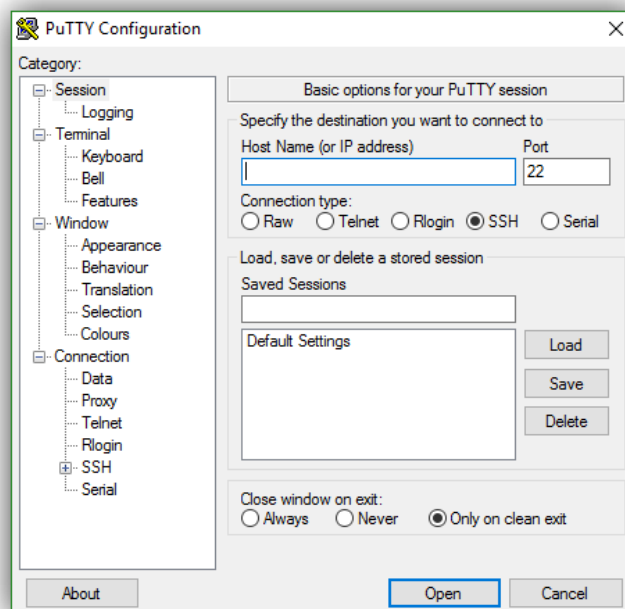 PuTTY Configuration
Category:
Session
Logging
Terminal
Keyboard
Bell
Features
Window
Appearance
Behaviour
Translation
Selection
Colours
Connection
Data
Proxy
Telnet
Rlogin
SSH
Serial
Basic options for your PuTTY session
Specify the destination you want to connect to
Host Name (or IP address) Port
22
Connection type:
Raw Telnet Rlogin SSH Serial
Load, save or delete a stored session
Saved Sessions
Default Settings
Load
Save
Delete
Close window on exit:
Always Never Only on clean exit
About Open Cancel